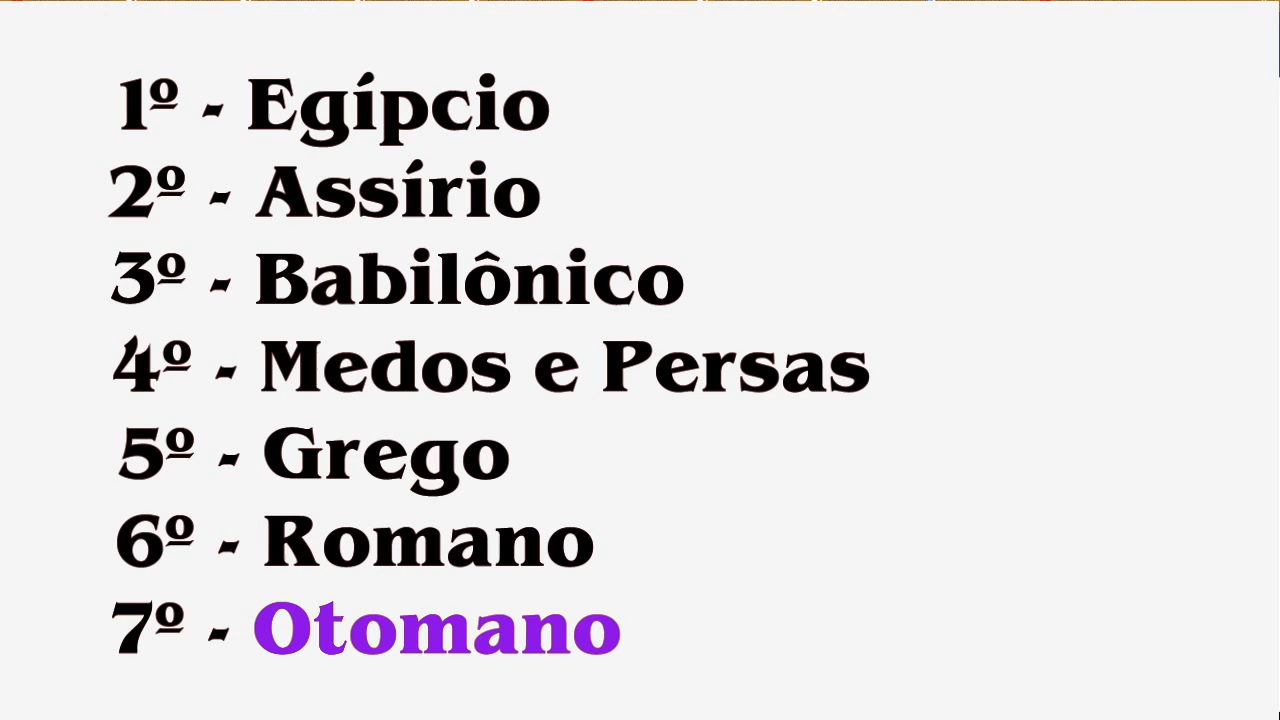 1º - Egípcio
2º - Assírio
3º - Babilônico
4º - Medos e Persas
5º - Grego
6º - Romano
7º - Otomano